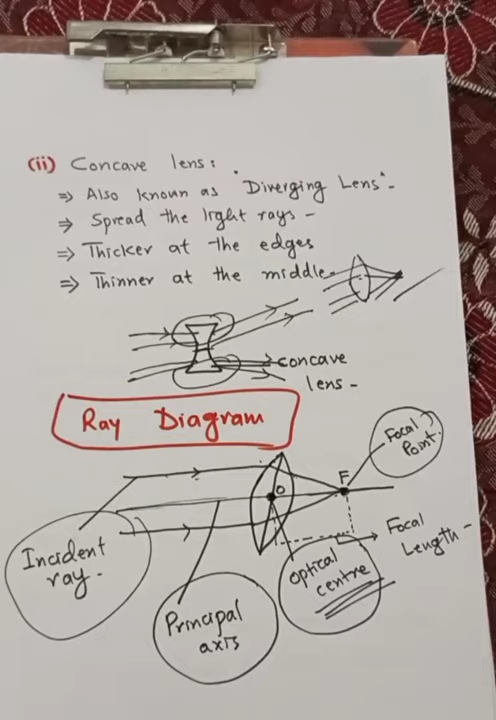 (ii) Concave lens:
⇒ Also known as "Diverging Lens"-
⇒ Spread the light rays -
⇒ Thicker at the edges
⇒ Thinner at the middle-
concave
lens-
Ray Diagram
Focal
Point.
F
O
Focal
Length-
Incident
ray-
Optical
centre
Principal
axis